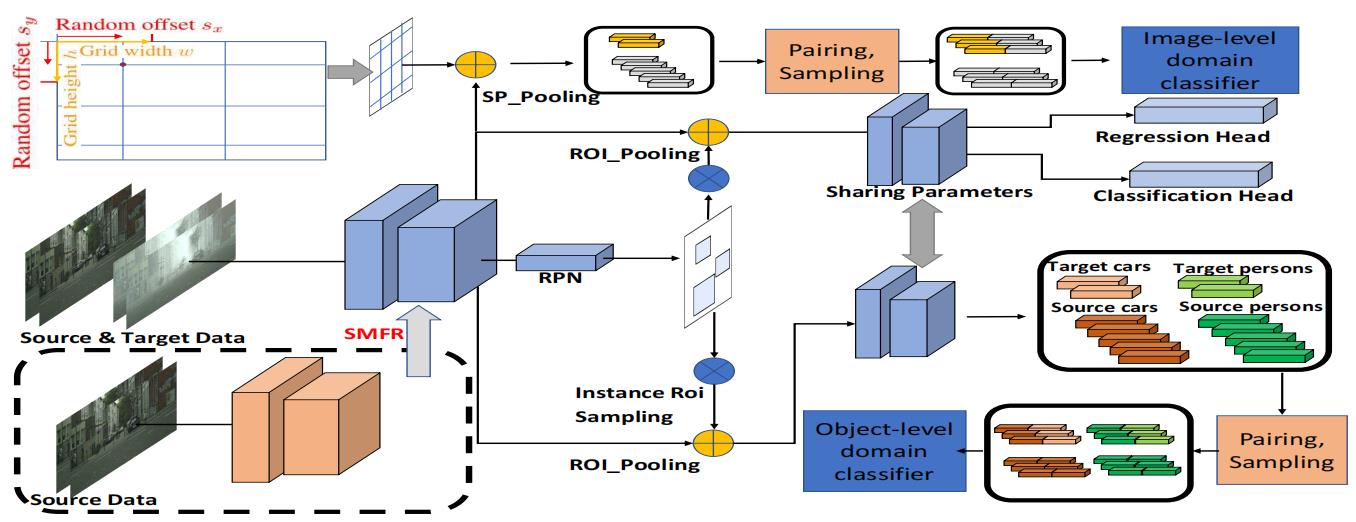 Random offset s_x
Random offset s_y
Grid width w
Grid height h
SP_Pooling
Pairing,
Sampling
Image-level
domain
classifier
ROI_Pooling
Regression Head
Classification Head
Sharing Parameters
RPN
Source & Target Data
SMFR
Source Data
Instance Roi
Sampling
ROI_Pooling
Target cars
Target persons
Source cars
Source persons
Object-level
domain
classifier
Pairing,
Sampling